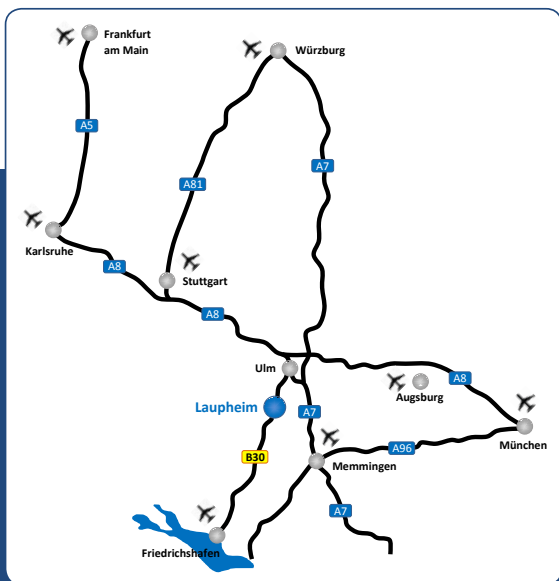 Frankfurt
am Main
Würzburg
A5
A7
A81
Karlsruhe
A8
Stuttgart
A8
Ulm
A8
Augsburg
Laupheim
A7
München
A96
B30
Memmingen
A7
Friedrichshafen